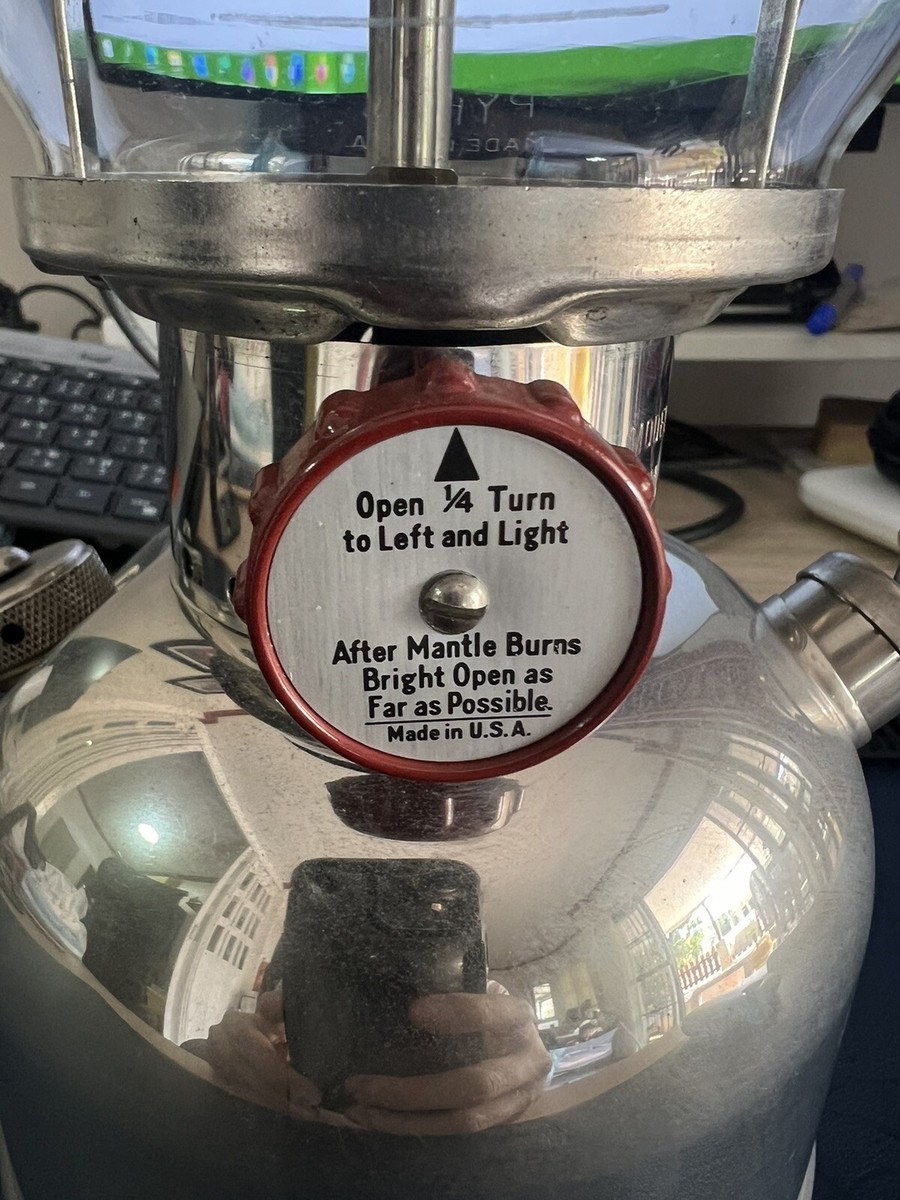 MADE
Open ¼ Turn
to Left and Light
After Mantle Burns
Bright Open as
Far as Possible.
Made in U.S.A.